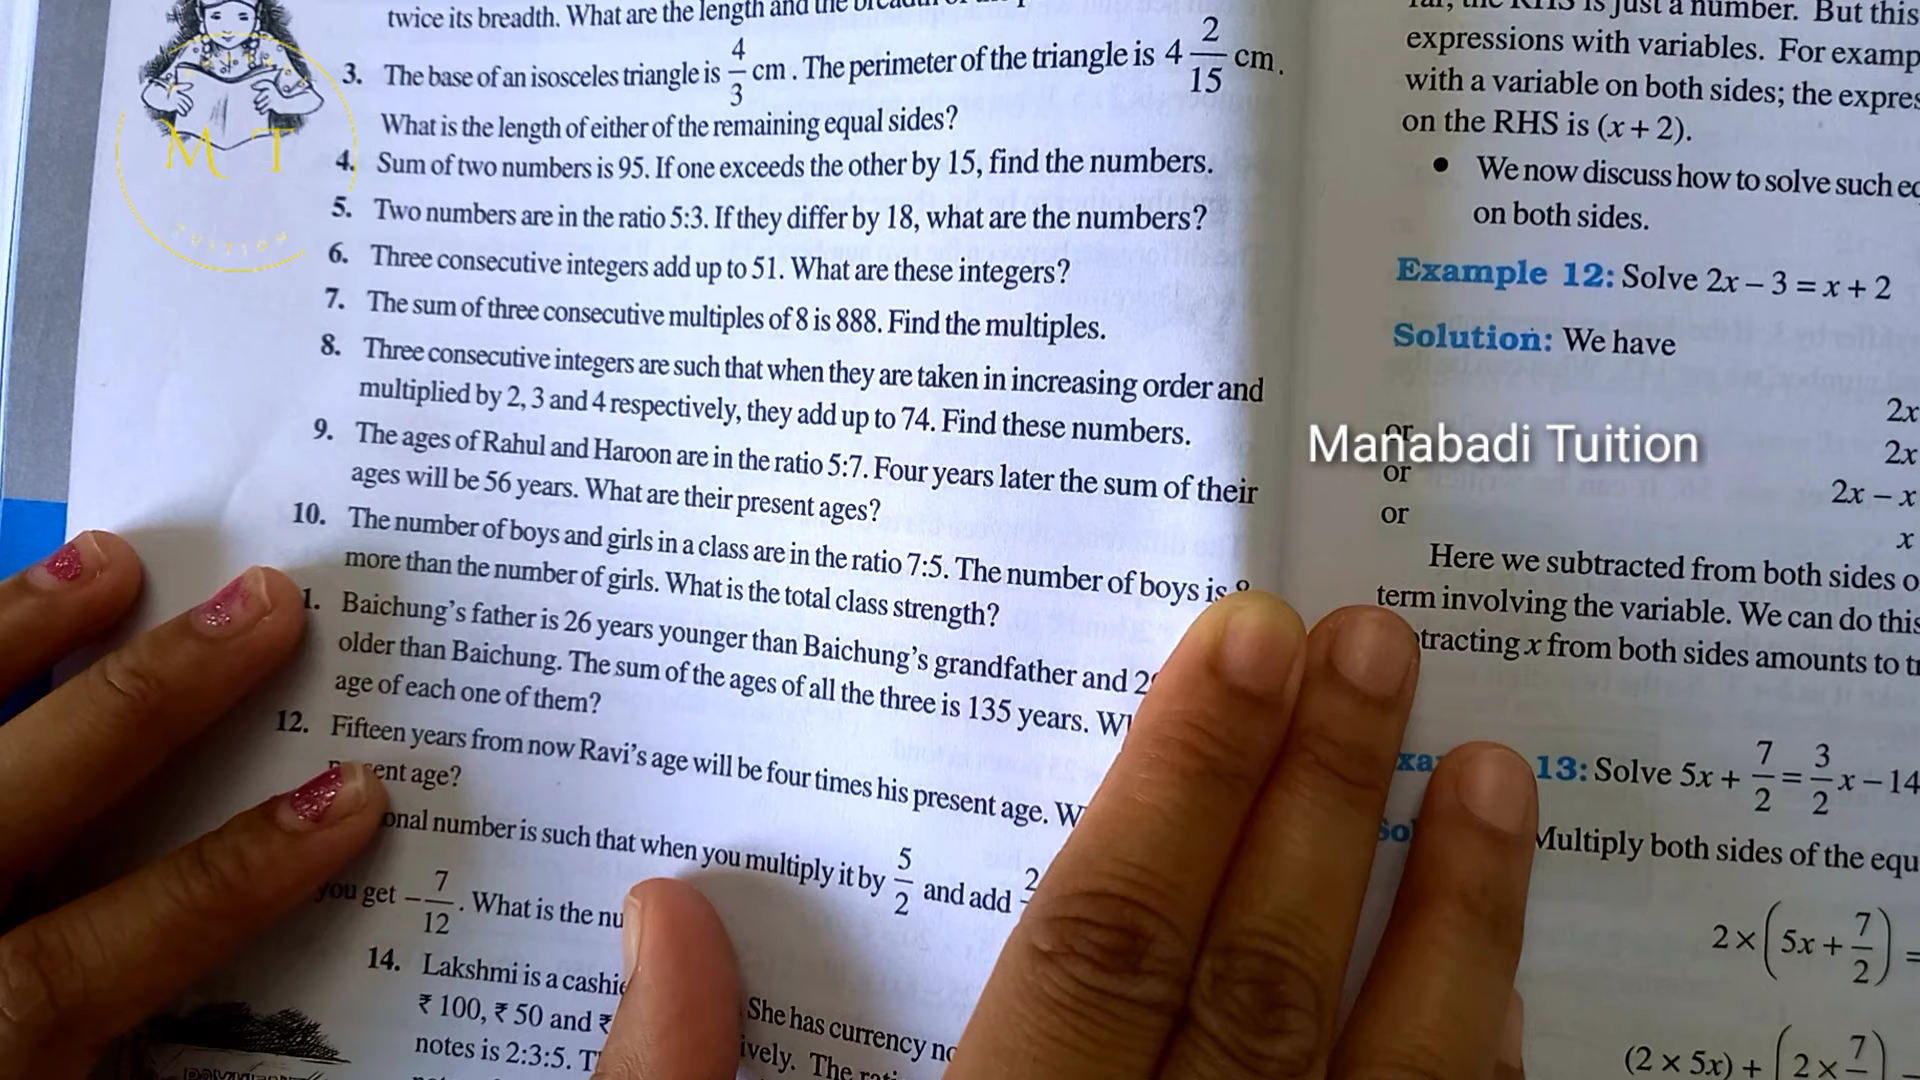 twice its breadth. What are the length and the
3. The base of an isosceles triangle is 4/3 cm. The perimeter of the triangle is 4 2/15 cm.
What is the length of either of the remaining equal sides?
4. Sum of two numbers is 95. If one exceeds the other by 15, find the numbers.
5. Two numbers are in the ratio 5:3. If they differ by 18, what are the numbers?
6. Three consecutive integers add up to 51. What are these integers?
7. The sum of three consecutive multiples of 8 is 888. Find the multiples.
8. Three consecutive integers are such that when they are taken in increasing order and
multiplied by 2, 3 and 4 respectively, they add up to 74. Find these numbers.
9. The ages of Rahul and Haroon are in the ratio 5:7. Four years later the sum of their
ages will be 56 years. What are their present ages?
10. The number of boys and girls in a class are in the ratio 7:5. The number of boys is
more than the number of girls. What is the total class strength?
1. Baichung's father is 26 years younger than Baichung's grandfather and 2
older than Baichung. The sum of the ages of all the three is 135 years. W
age of each one of them?
12. Fifteen years from now Ravi's age will be four times his present age. W
ent age?
onal number is such that when you multiply it by 5/2 and add 2
you get -7/12. What is the nu
14. Lakshmi is a cashi
She has currency
₹ 100, ₹ 50 and ₹
ively. The
notes is 2:3:5. T
M T
TUITION
Manabadi Tuition
is just a number. But this
expressions with variables. For examp
with a variable on both sides; the expres
on the RHS is (x + 2).
• We now discuss how to solve such
on both sides.
Example 12: Solve 2x – 3 = x + 2
Solution: We have
2x
or 2x
or 2x – x
or x
Here we subtracted from both sides o
term involving the variable. We can do this
tracting x from both sides amounts to
13: Solve 5x + 7/2 = 3/2 x – 14
Multiply both sides of the equ
2 × (5x + 7/2) =
(2 × 5x) + (2 × 7